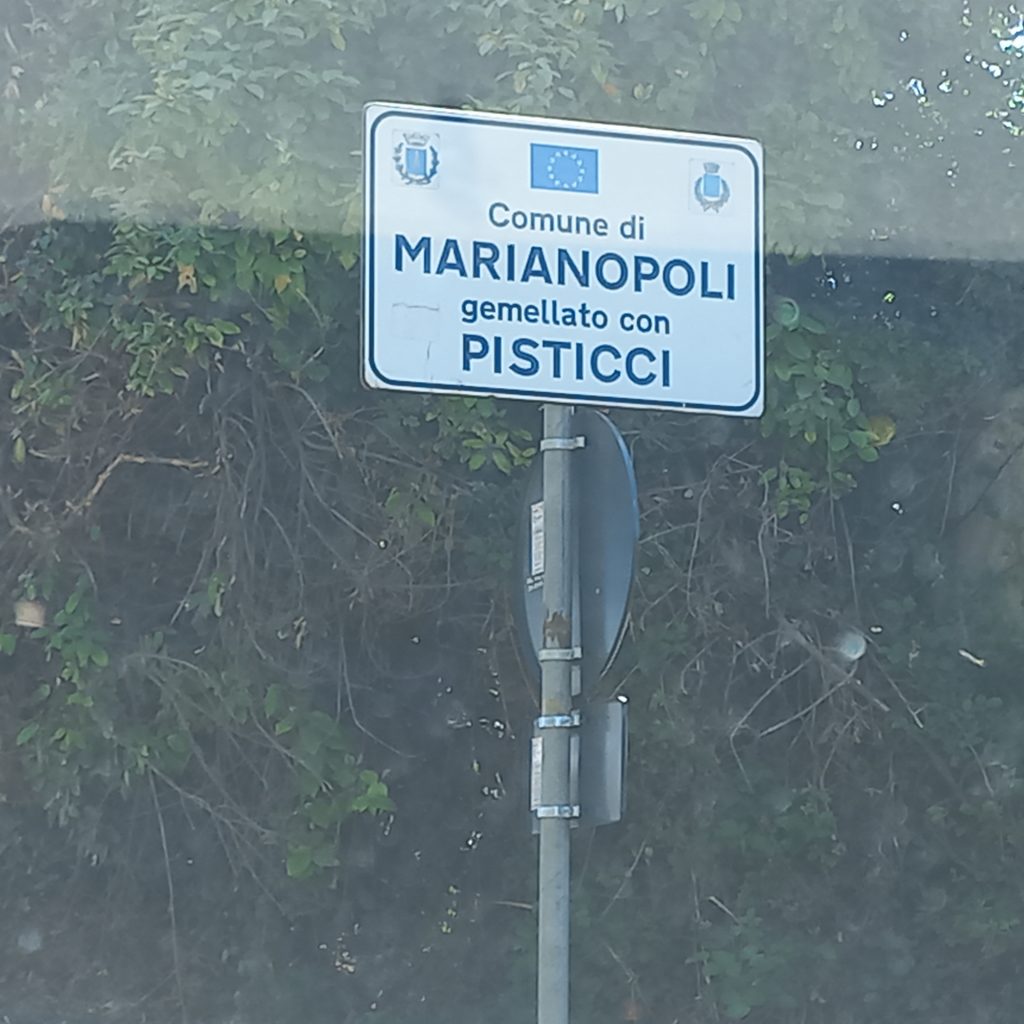 Comune di
MARIANOPOLI
gemellato con
PISTICCI